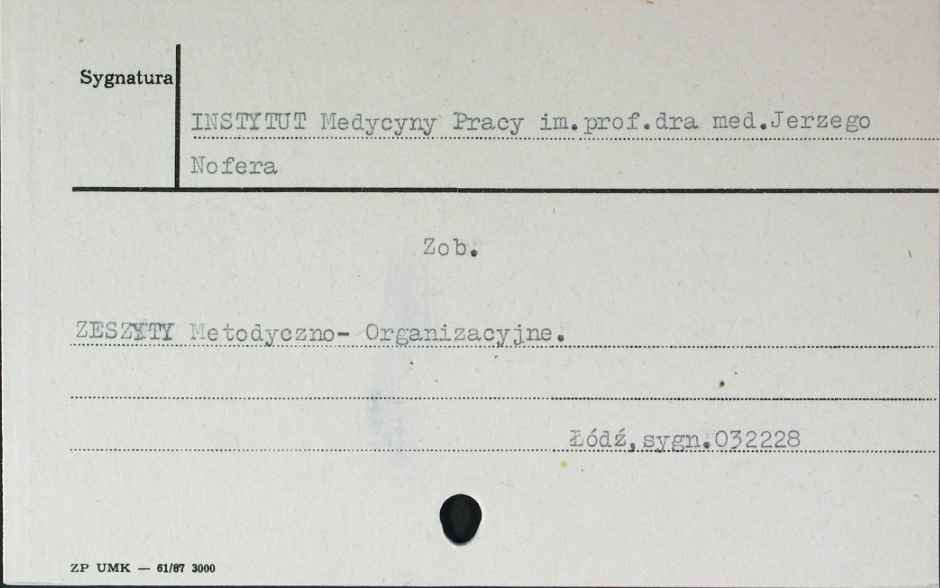 Sygnatura
INSTYTUT Medycyny Pracy im.prof.dra med.Jerzego
Nofera
Zob.
ZESZYTY Metodyczno- Organizacyjne.
Łódź,sygn.032228
ZP UMK — 61/87 3000